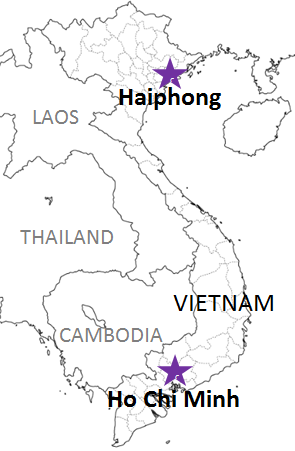 Haiphong
LAOS
THAILAND
VIETNAM
CAMBODIA
Ho Chi Minh